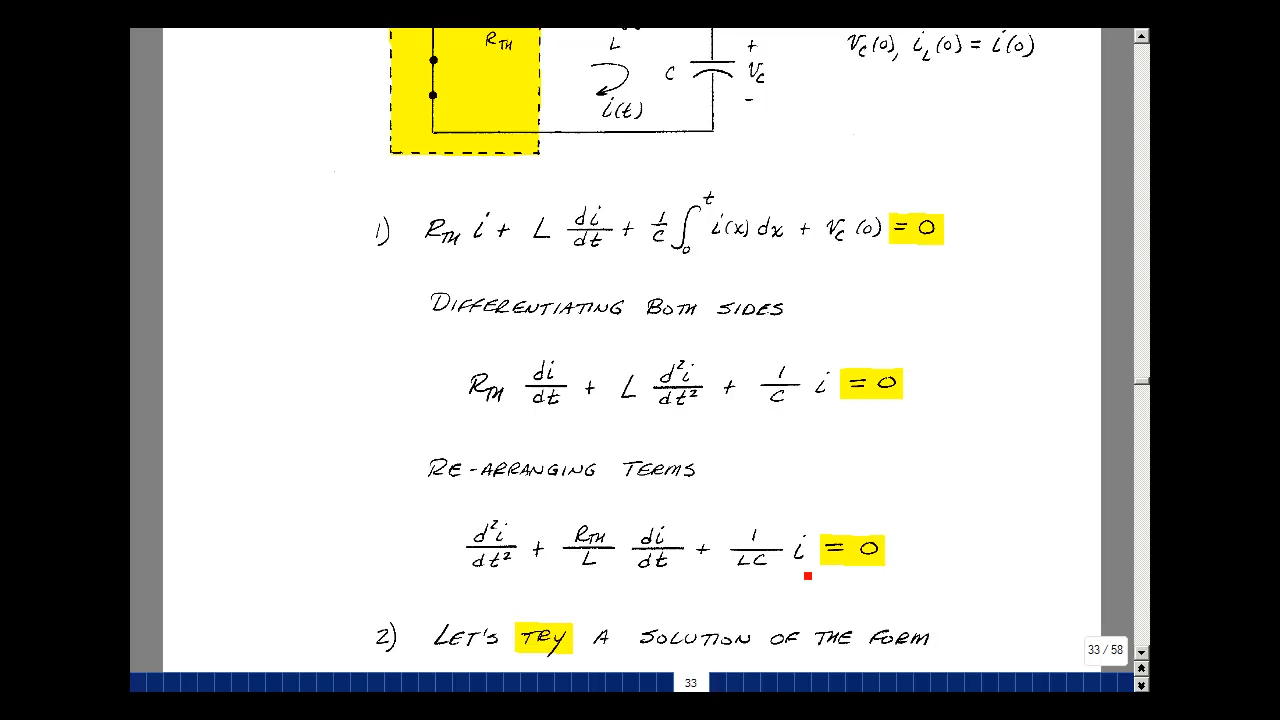 R_TH L + v_C(0), i_L(0) = i(0)
C v_C
i(t) -
1) R_TH i + L di/dt + 1/C ∫_0^t i(x) dx + v_C(0) = 0
DIFFERENTIATING BOTH SIDES
R_TH di/dt + L d²i/dt² + 1/C i = 0
RE-ARRANGING TERMS
d²i/dt² + R_TH/L di/dt + 1/LC i = 0
2) LET'S TRY A SOLUTION OF THE FORM
33 / 58
33